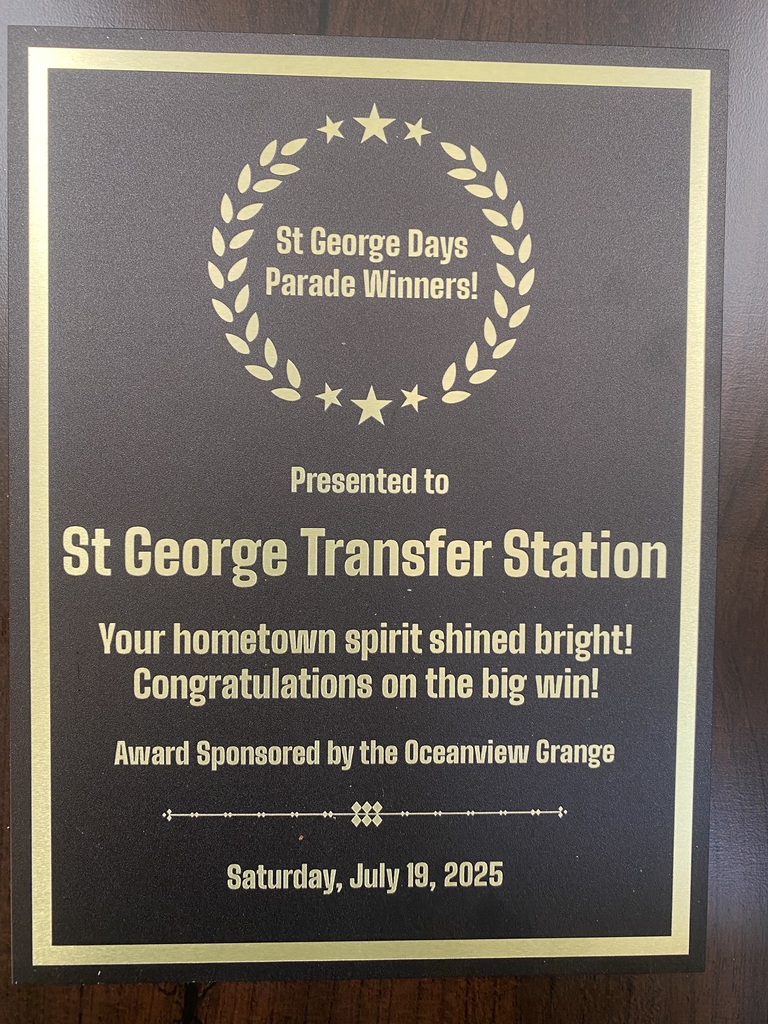 St George Days
Parade Winners!
Presented to
St George Transfer Station
Your hometown spirit shined bright!
Congratulations on the big win!
Award Sponsored by the Oceanview Grange
Saturday, July 19, 2025